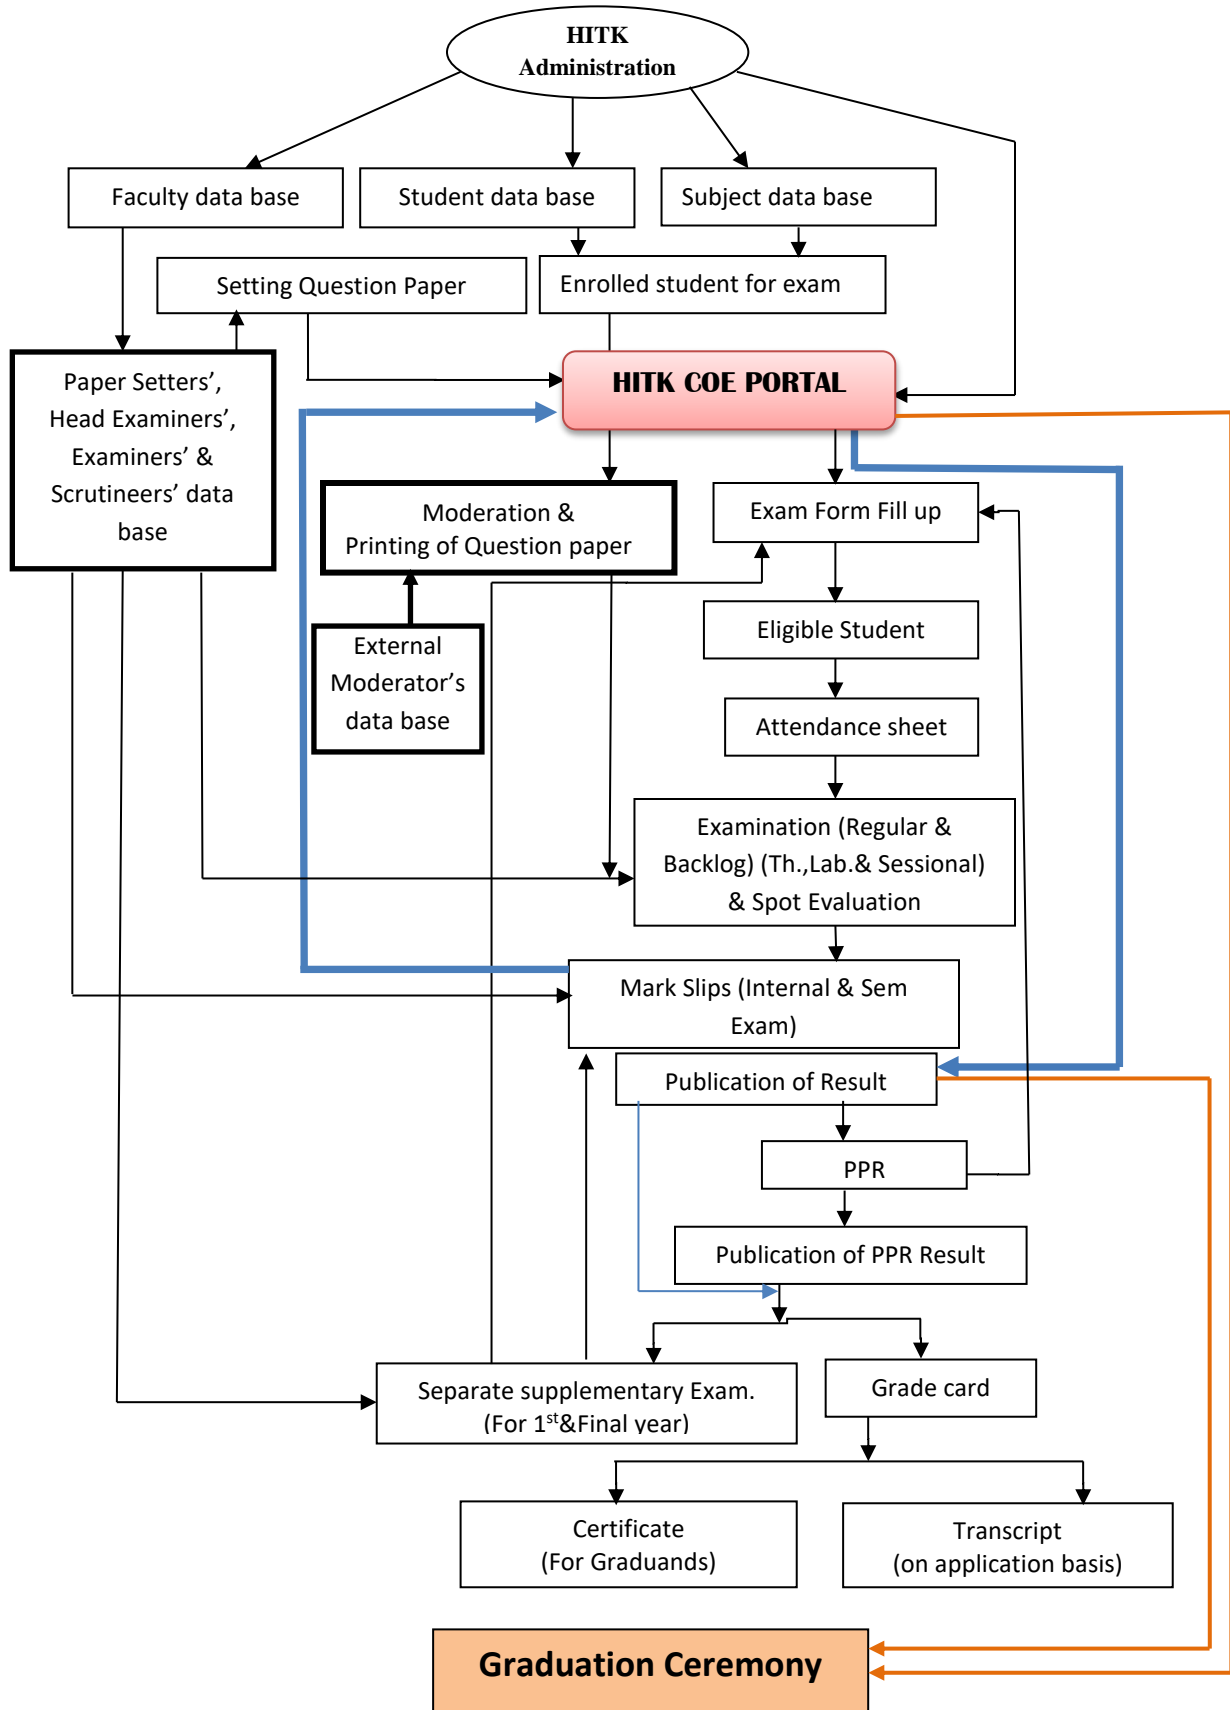 HITK
Administration
Faculty data base
Student data base
Subject data base
Setting Question Paper
Enrolled student for exam
Paper Setters’,
Head Examiners’,
Examiners’ &
Scrutineers’ data
base
HITK COE PORTAL
Moderation &
Printing of Question paper
Exam Form Fill up
External
Moderator’s
data base
Eligible Student
Attendance sheet
Examination (Regular &
Backlog) (Th.,Lab.& Sessional)
& Spot Evaluation
Mark Slips (Internal & Sem
Exam)
Publication of Result
PPR
Publication of PPR Result
Separate supplementary Exam.
(For 1st&Final year)
Grade card
Certificate
(For Graduands)
Transcript
(on application basis)
Graduation Ceremony